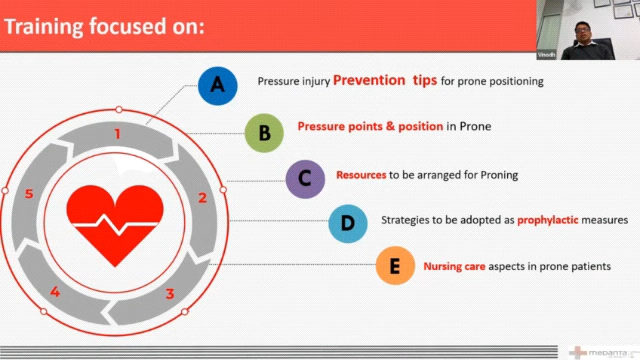 Training focused on:
Vinodh
A
Pressure injury Prevention tips for prone positioning
B
Pressure points & position in Prone
C
Resources to be arranged for Proning
D
Strategies to be adopted as prophylactic measures
E
Nursing care aspects in prone patients
1
2
3
4
5
medanta